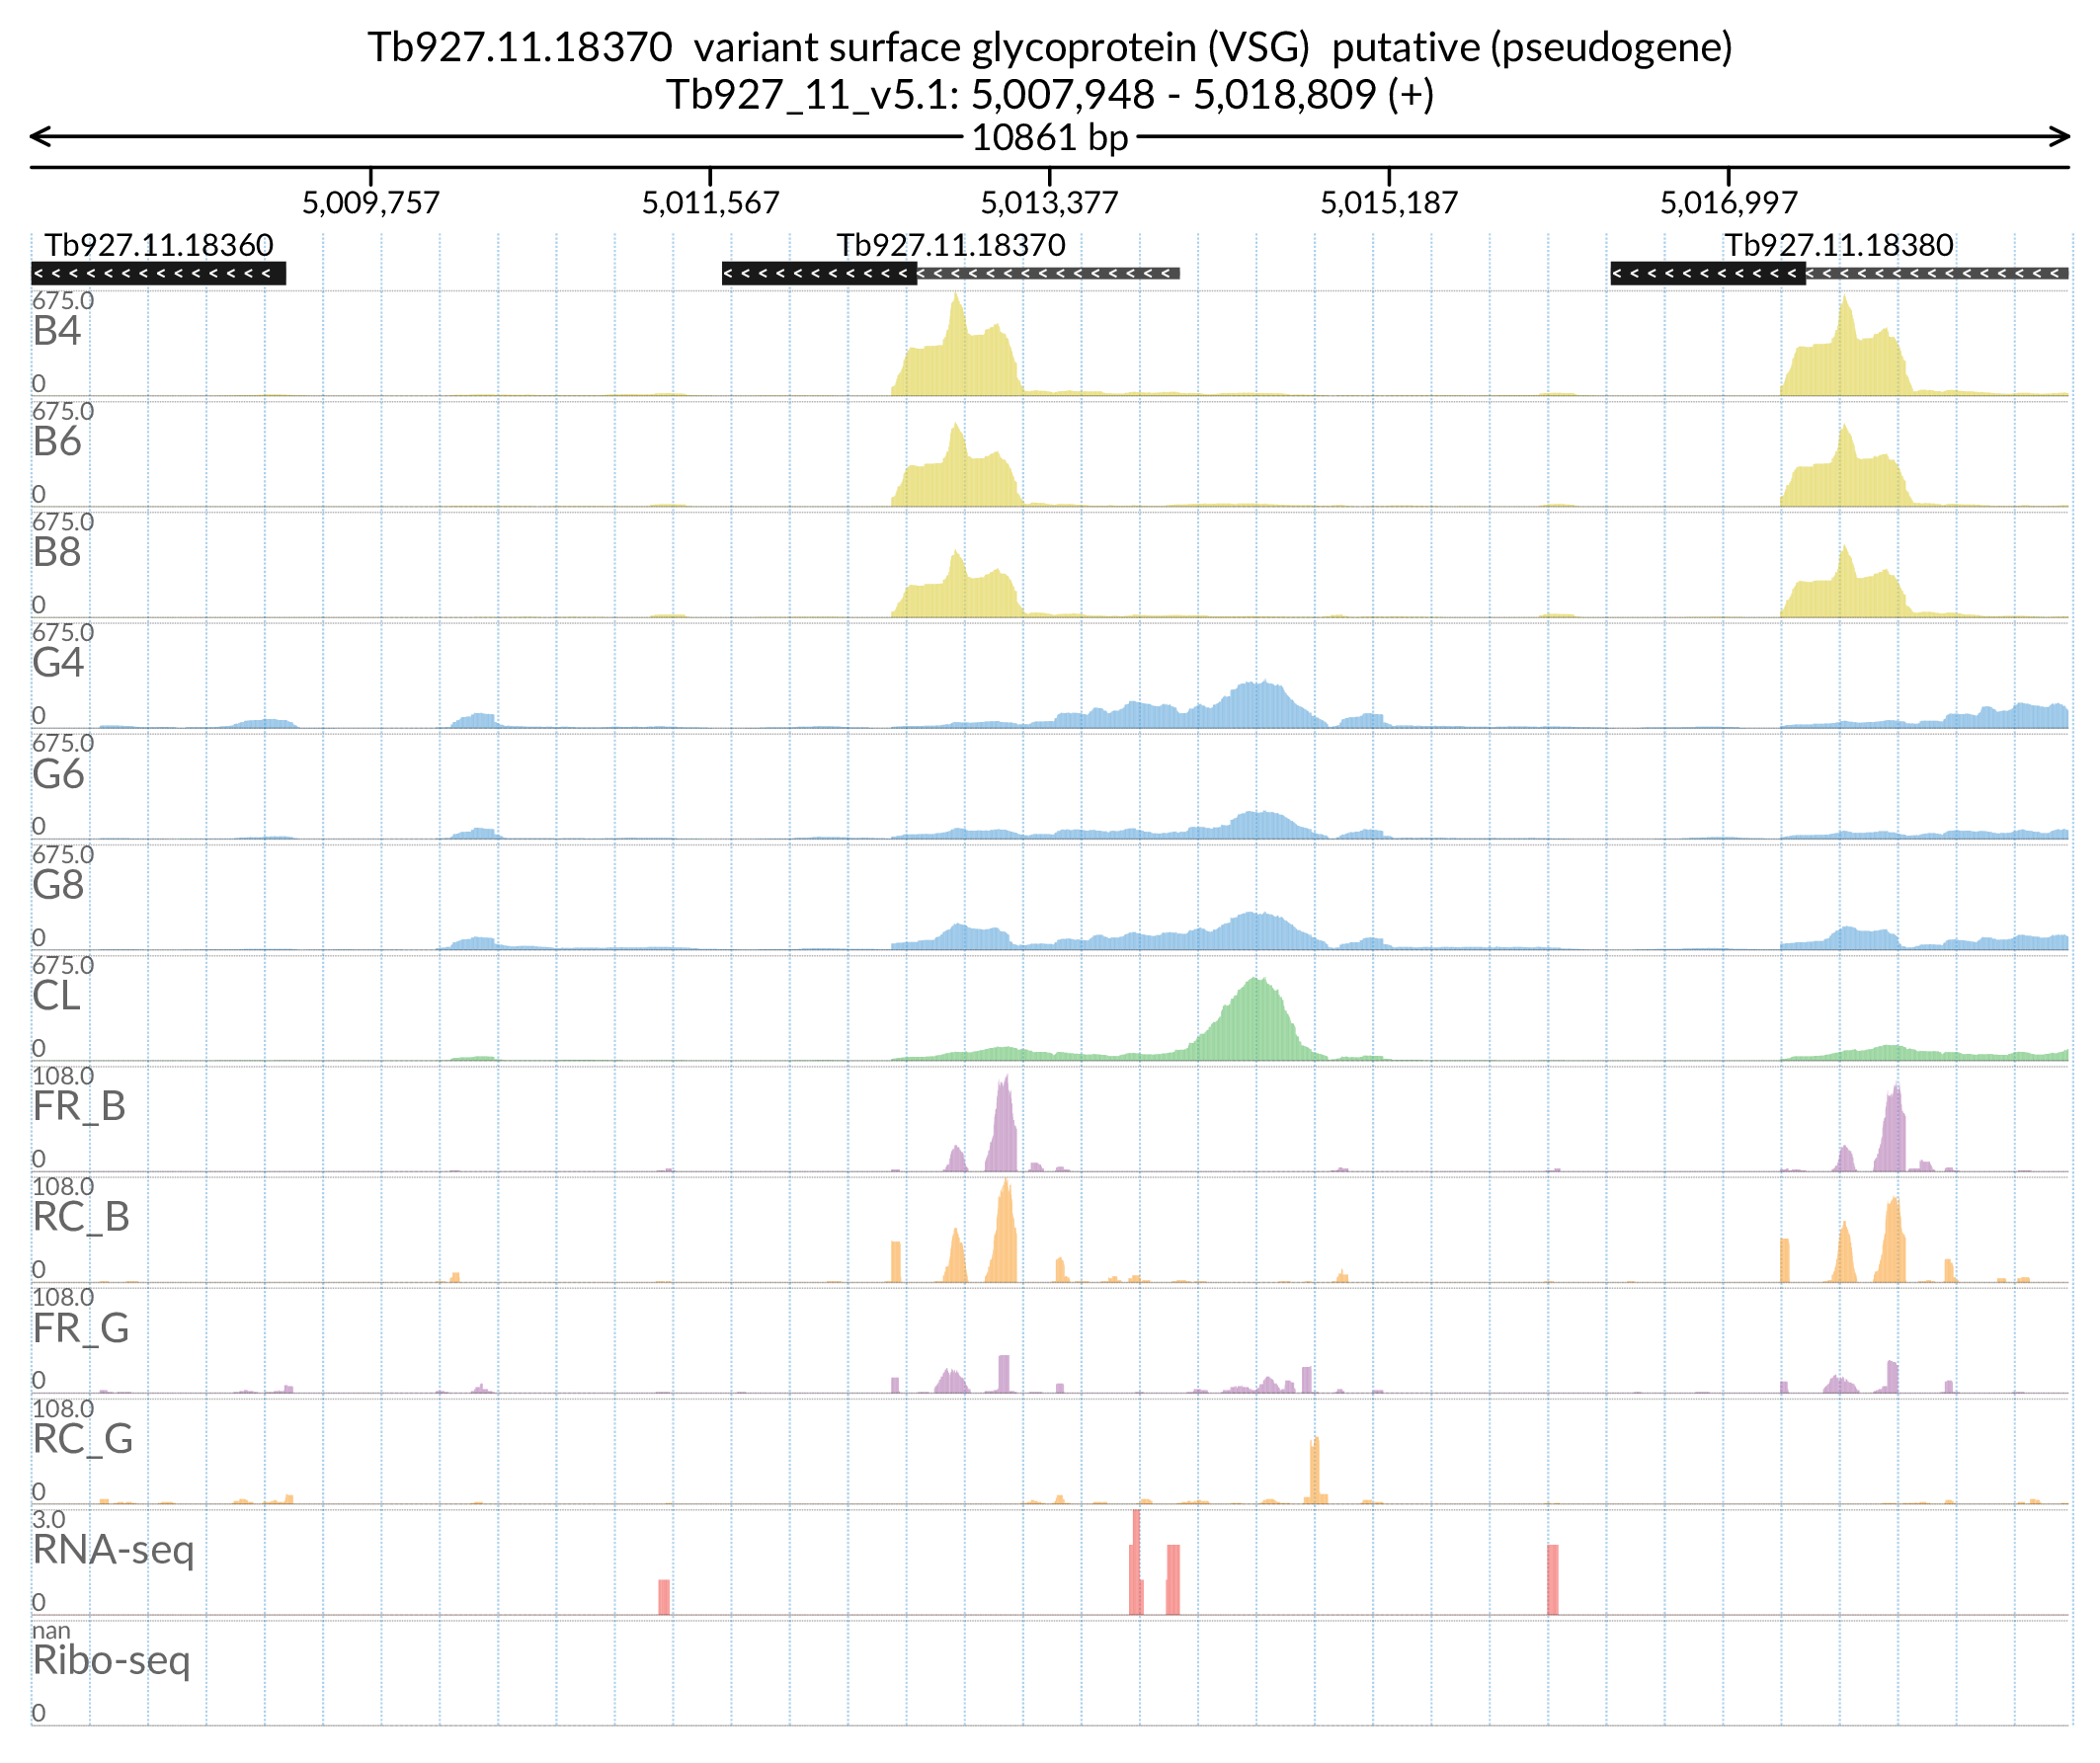 Tb927.11.18370  variant surface glycoprotein (VSG)  putative (pseudogene)
Tb927_11_v5.1: 5,007,948 - 5,018,809 (+)
10861 bp
5,009,757 5,011,567 5,013,377 5,015,187 5,016,997
Tb927.11.18360 Tb927.11.18370 Tb927.11.18380
675.0
B4
0
675.0
B6
0
675.0
B8
0
675.0
G4
0
675.0
G6
0
675.0
G8
0
675.0
CL
0
108.0
FR_B
0
108.0
RC_B
0
108.0
FR_G
0
108.0
RC_G
0
3.0
RNA-seq
0
nan
Ribo-seq
0